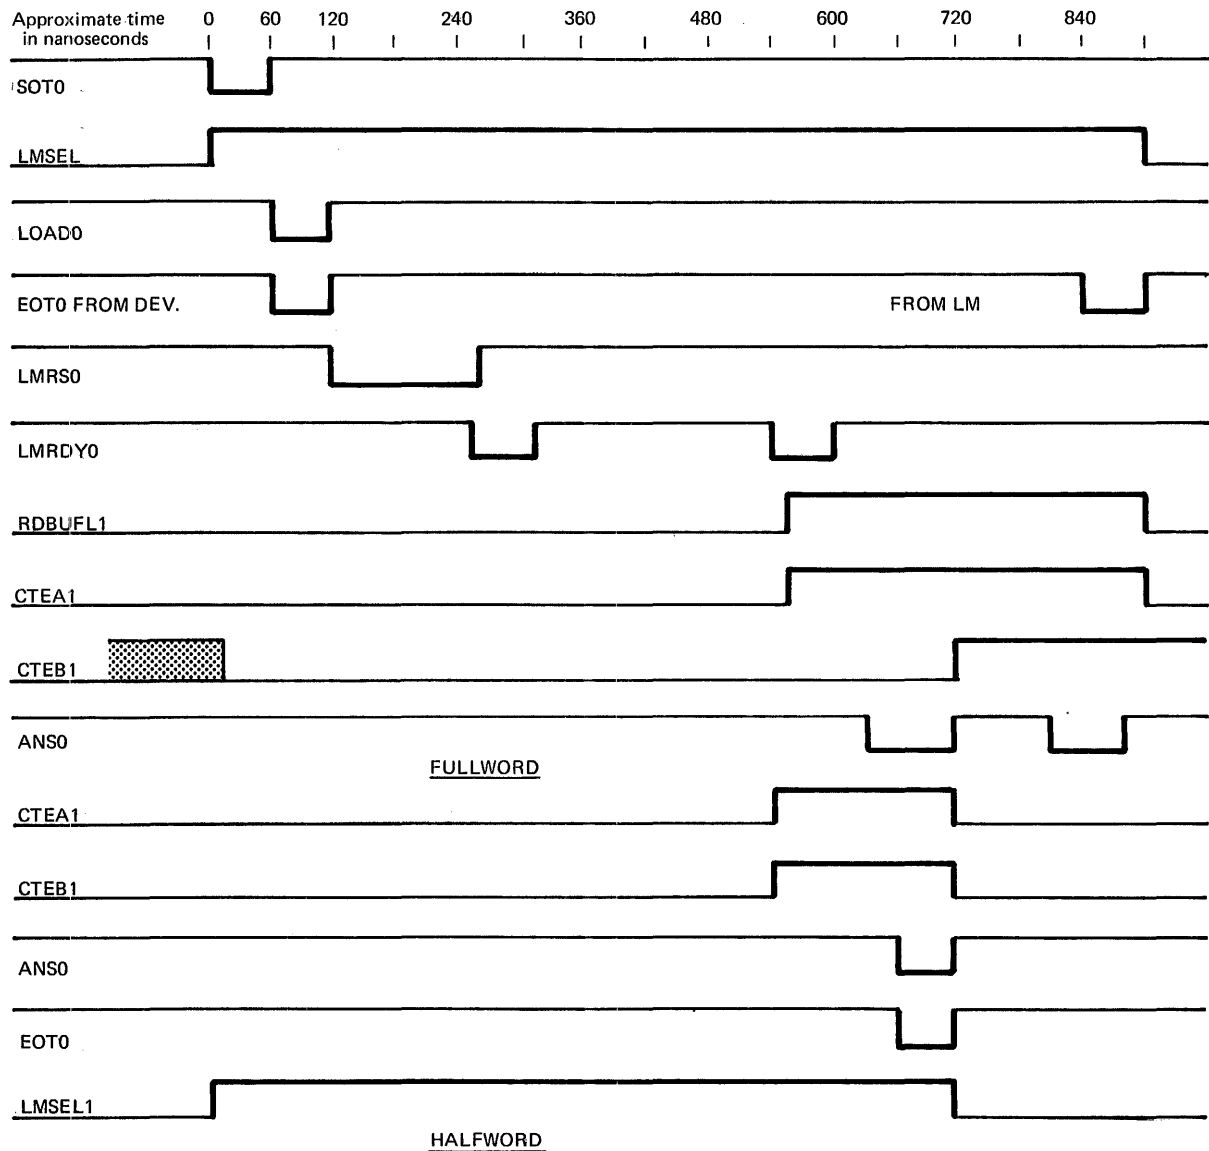 Approximate time 0 60 120 240 360 480 600 720 840
in nanoseconds
SOT0
LMSEL
LOAD0
EOT0 FROM DEV. FROM LM
LMRS0
LMRDY0
RDBUFL1
CTEA1
CTEB1
ANS0
FULLWORD
CTEA1
CTEB1
ANS0
EOT0
LMSEL1
HALFWORD